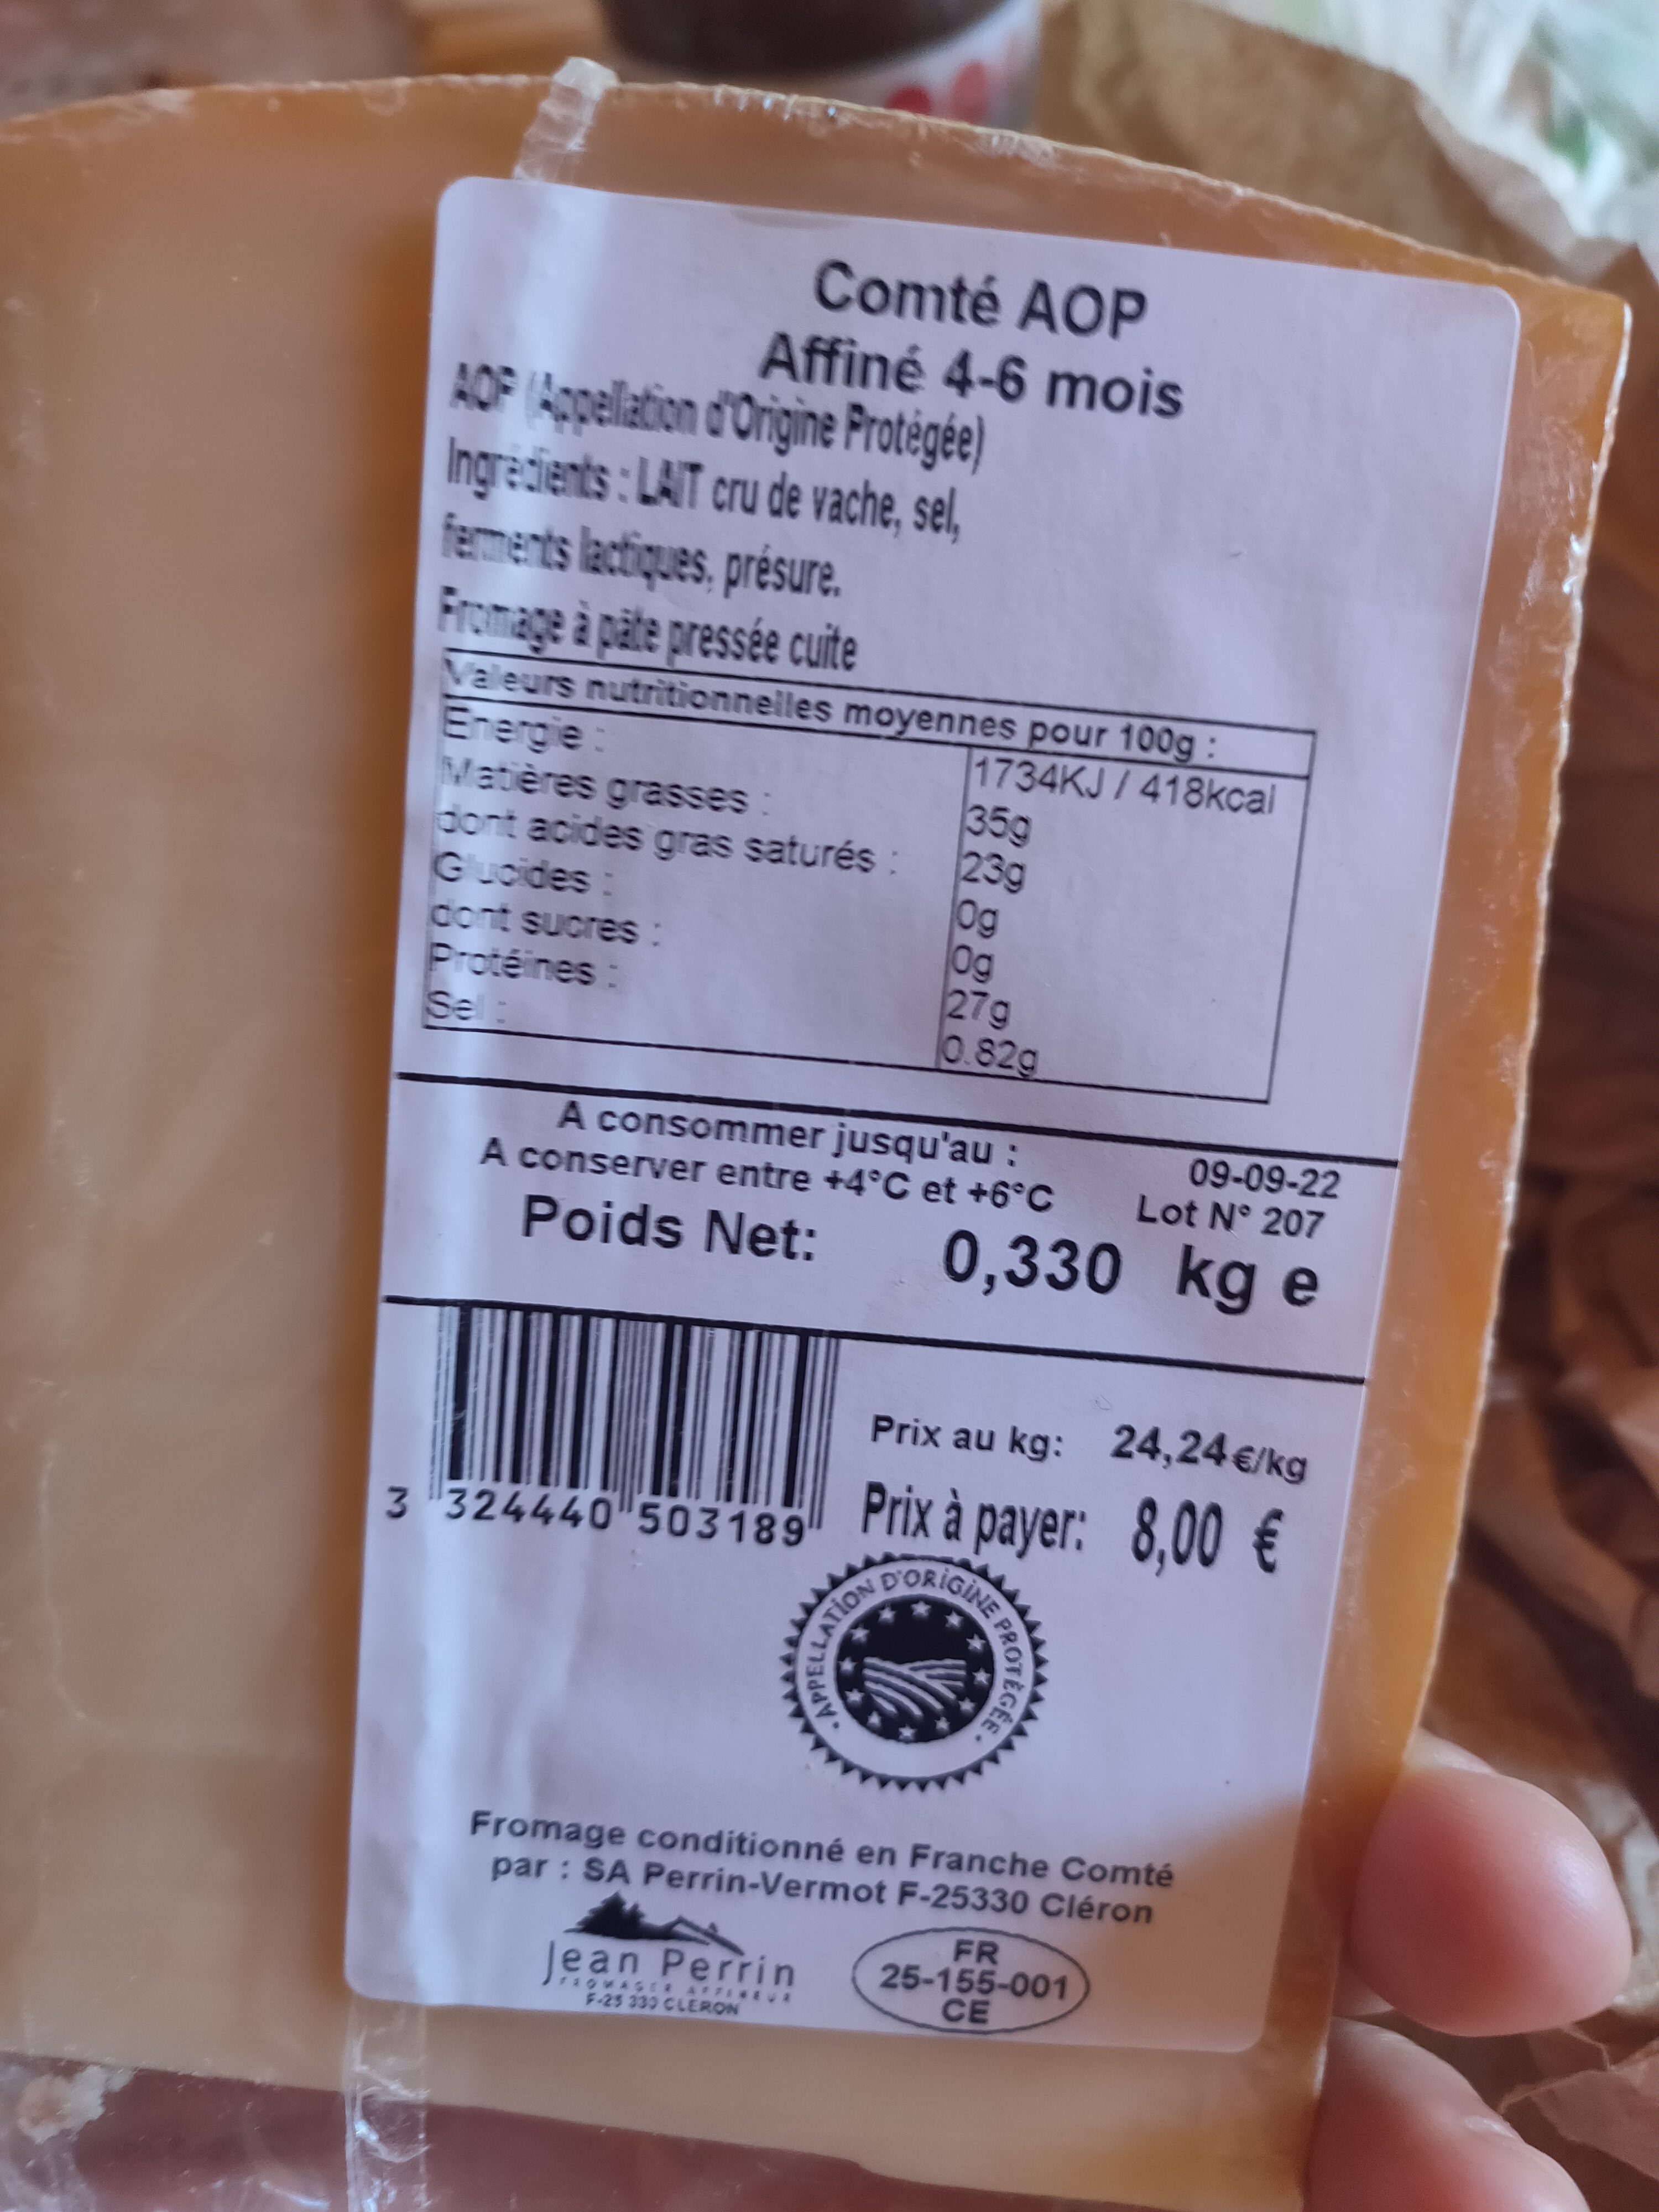 Comté AOP
Affiné 4-6 mois
AOP (Appellation d'Origine Protégée)
Ingrédients : LAIT cru de vache, sel,
ferments lactiques, présure.
Fromage à pâte pressée cuite
Valeurs nutritionnelles moyennes pour 100g :
Energie : 1734KJ / 418kcal
Matières grasses : 35g
dont acides gras saturés : 23g
Glucides : 0g
dont sucres : 0g
Protéines : 27g
Sel : 0.82g
A consommer jusqu'au : 09-09-22
A conserver entre +4°C et +6°C Lot N° 207
Poids Net: 0,330 kg e
Prix au kg: 24,24€/kg
3 324440 503189 Prix à payer: 8,00 €
• APPELLATION D'ORIGINE PROTÉGÉE •
Fromage conditionné en Franche Comté
par : SA Perrin-Vermot F-25330 Cléron
Jean Perrin
FROMAGER AFFINEUR
F-25 330 CLERON
FR
25-155-001
CE